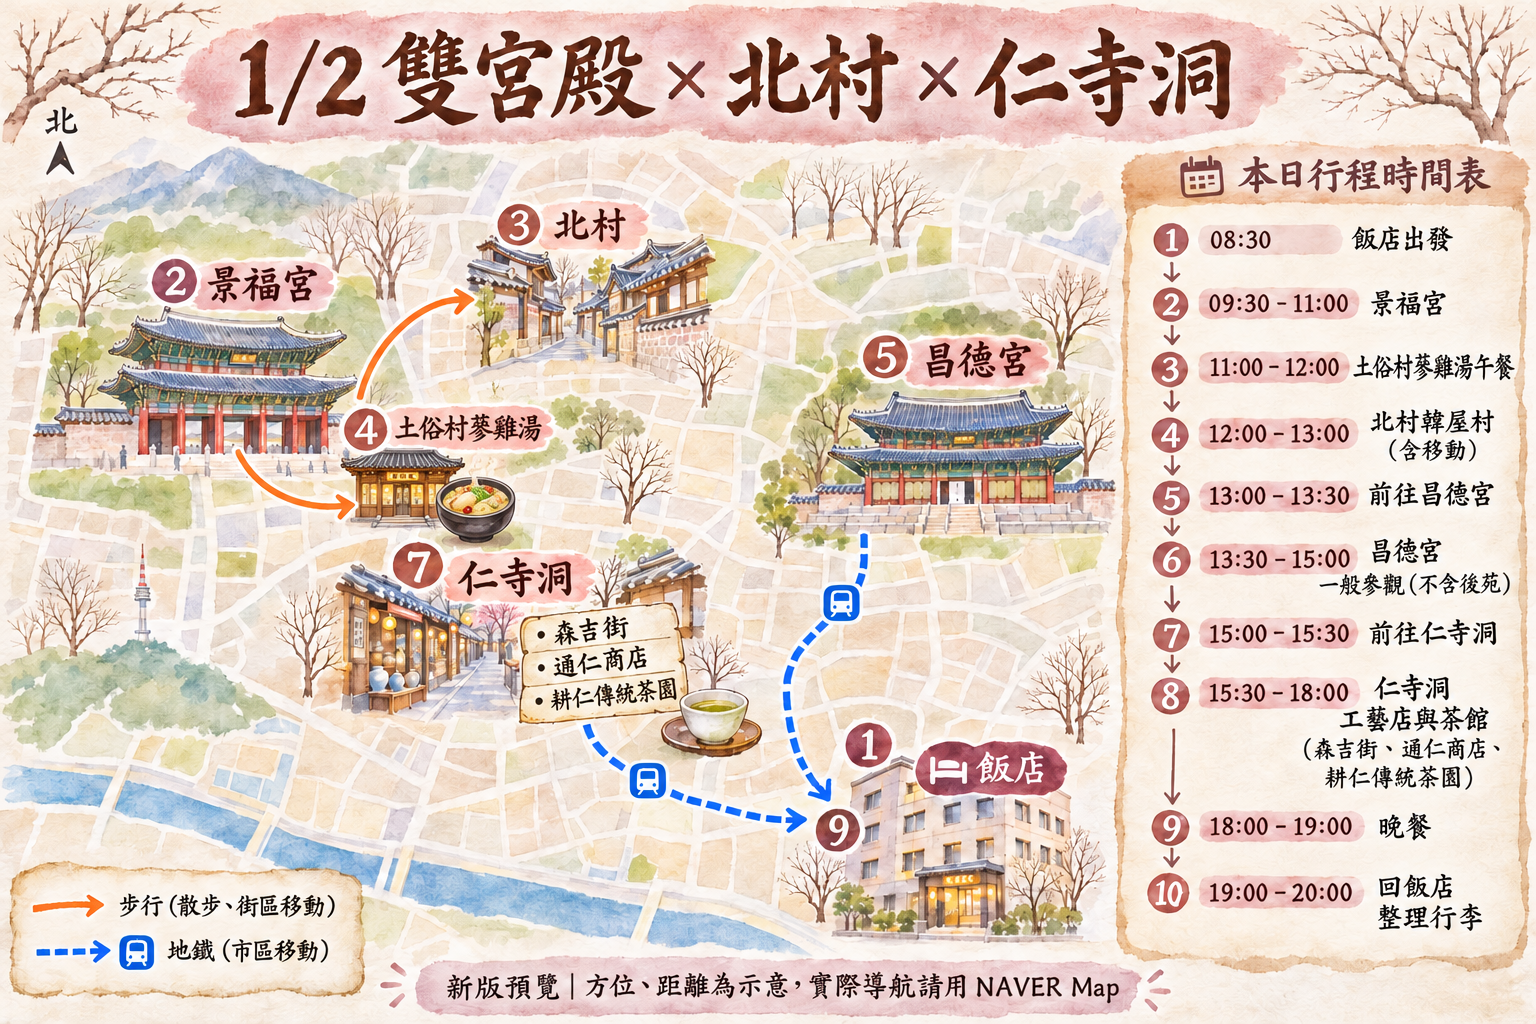 1/2 雙宮殿 × 北村 × 仁寺洞
北
2 景福宮
3 北村
4 土俗村蔘雞湯
5 昌德宮
7 仁寺洞
• 森吉街
• 通仁商店
• 耕仁傳統茶園
1 飯店
9
步行 (散步、街區移動)
地鐵 (市區移動)
本日行程時間表
1 08:30 飯店出發
2 09:30 – 11:00 景福宮
3 11:00 – 12:00 土俗村蔘雞湯午餐
4 12:00 – 13:00 北村韓屋村
(含移動)
5 13:00 – 13:30 前往昌德宮
6 13:30 – 15:00 昌德宮
一般參觀 (不含後苑)
7 15:00 – 15:30 前往仁寺洞
8 15:30 – 18:00 仁寺洞
工藝店與茶館
(森吉街、通仁商店、
耕仁傳統茶園)
9 18:00 – 19:00 晚餐
10 19:00 – 20:00 回飯店
整理行李
新版預覽 | 方位、距離為示意，實際導航請用 NAVER Map